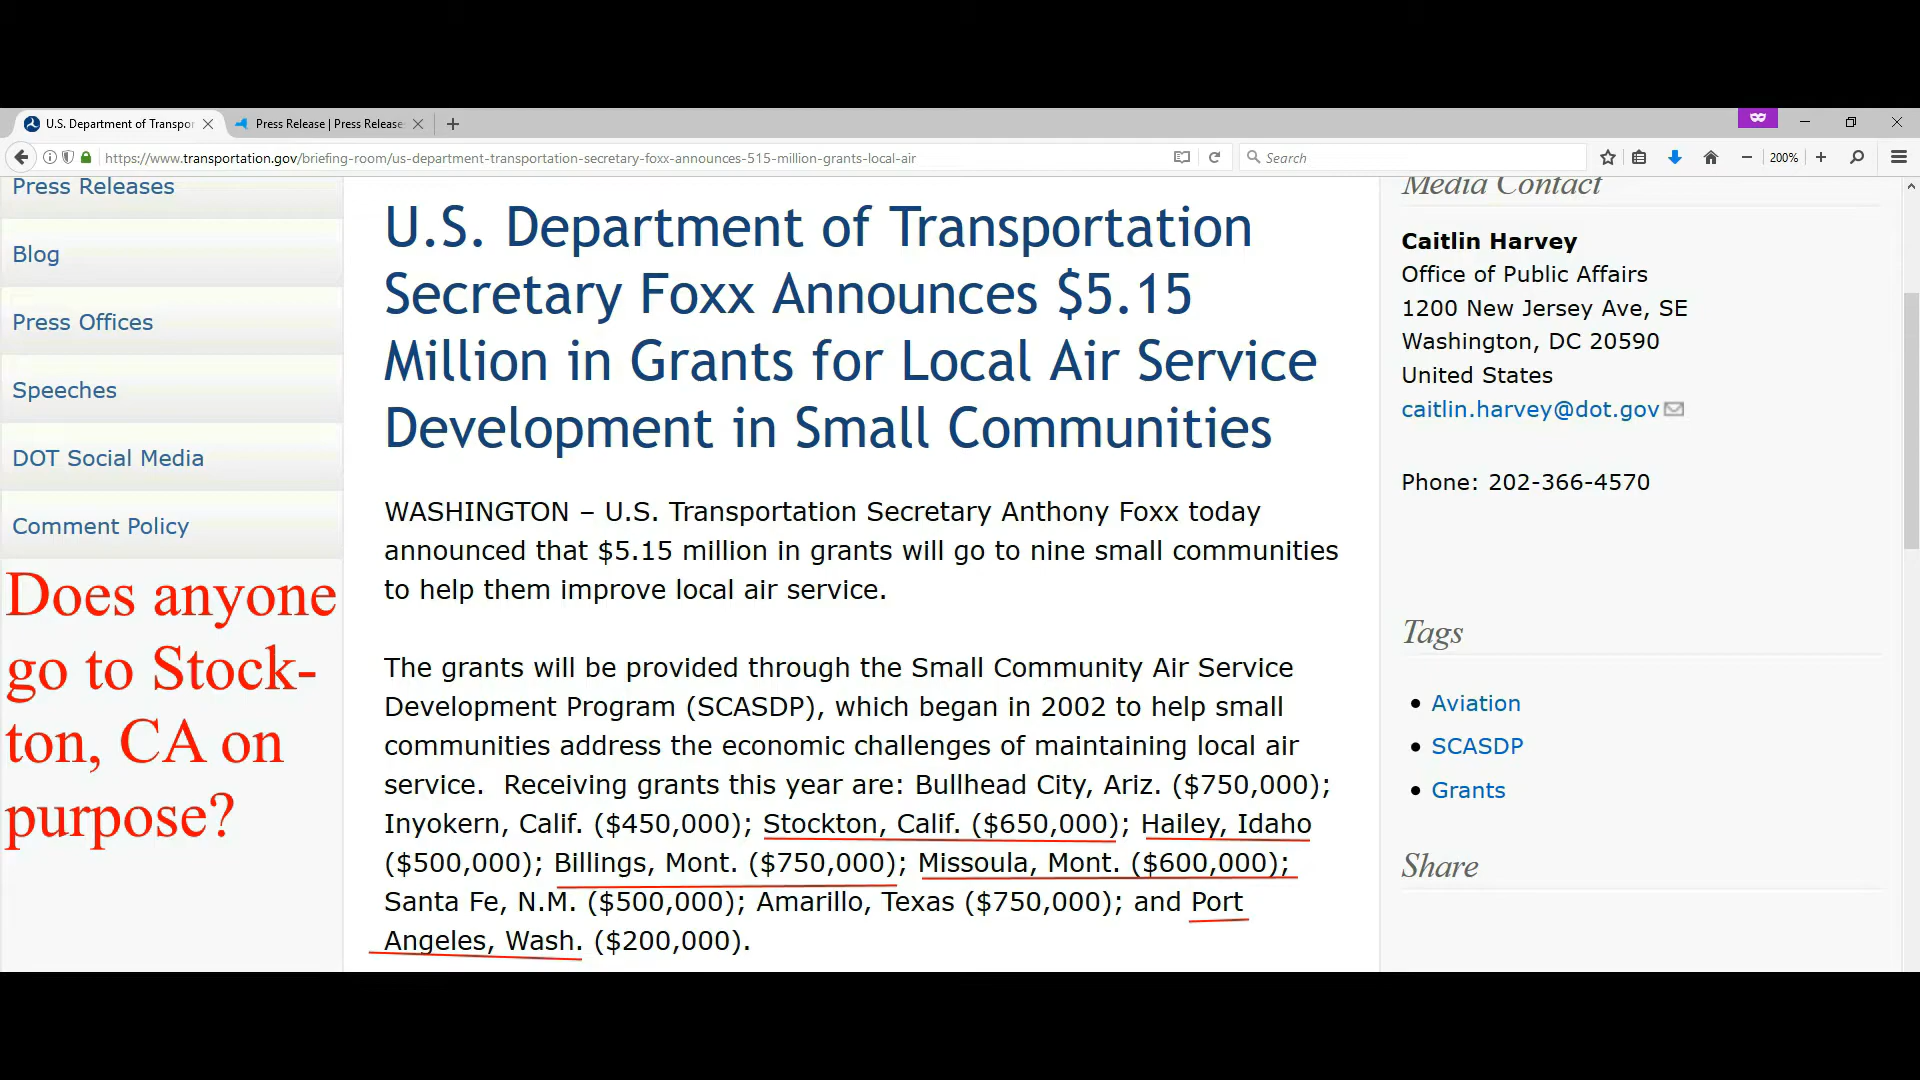 U.S. Department of Transpor
Press Release | Press Release
https://www.transportation.gov/briefing-room/us-department-transportation-secretary-foxx-announces-515-million-grants-local-air
Search
200%
Press Releases
Blog
Press Offices
Speeches
DOT Social Media
Comment Policy
Does anyone
go to Stock-
ton, CA on
purpose?
U.S. Department of Transportation
Secretary Foxx Announces $5.15
Million in Grants for Local Air Service
Development in Small Communities
WASHINGTON – U.S. Transportation Secretary Anthony Foxx today
announced that $5.15 million in grants will go to nine small communities
to help them improve local air service.
The grants will be provided through the Small Community Air Service
Development Program (SCASDP), which began in 2002 to help small
communities address the economic challenges of maintaining local air
service.  Receiving grants this year are: Bullhead City, Ariz. ($750,000);
Inyokern, Calif. ($450,000); Stockton, Calif. ($650,000); Hailey, Idaho
($500,000); Billings, Mont. ($750,000); Missoula, Mont. ($600,000);
Santa Fe, N.M. ($500,000); Amarillo, Texas ($750,000); and Port
Angeles, Wash. ($200,000).
Media Contact
Caitlin Harvey
Office of Public Affairs
1200 New Jersey Ave, SE
Washington, DC 20590
United States
caitlin.harvey@dot.gov
Phone: 202-366-4570
Tags
Aviation
SCASDP
Grants
Share